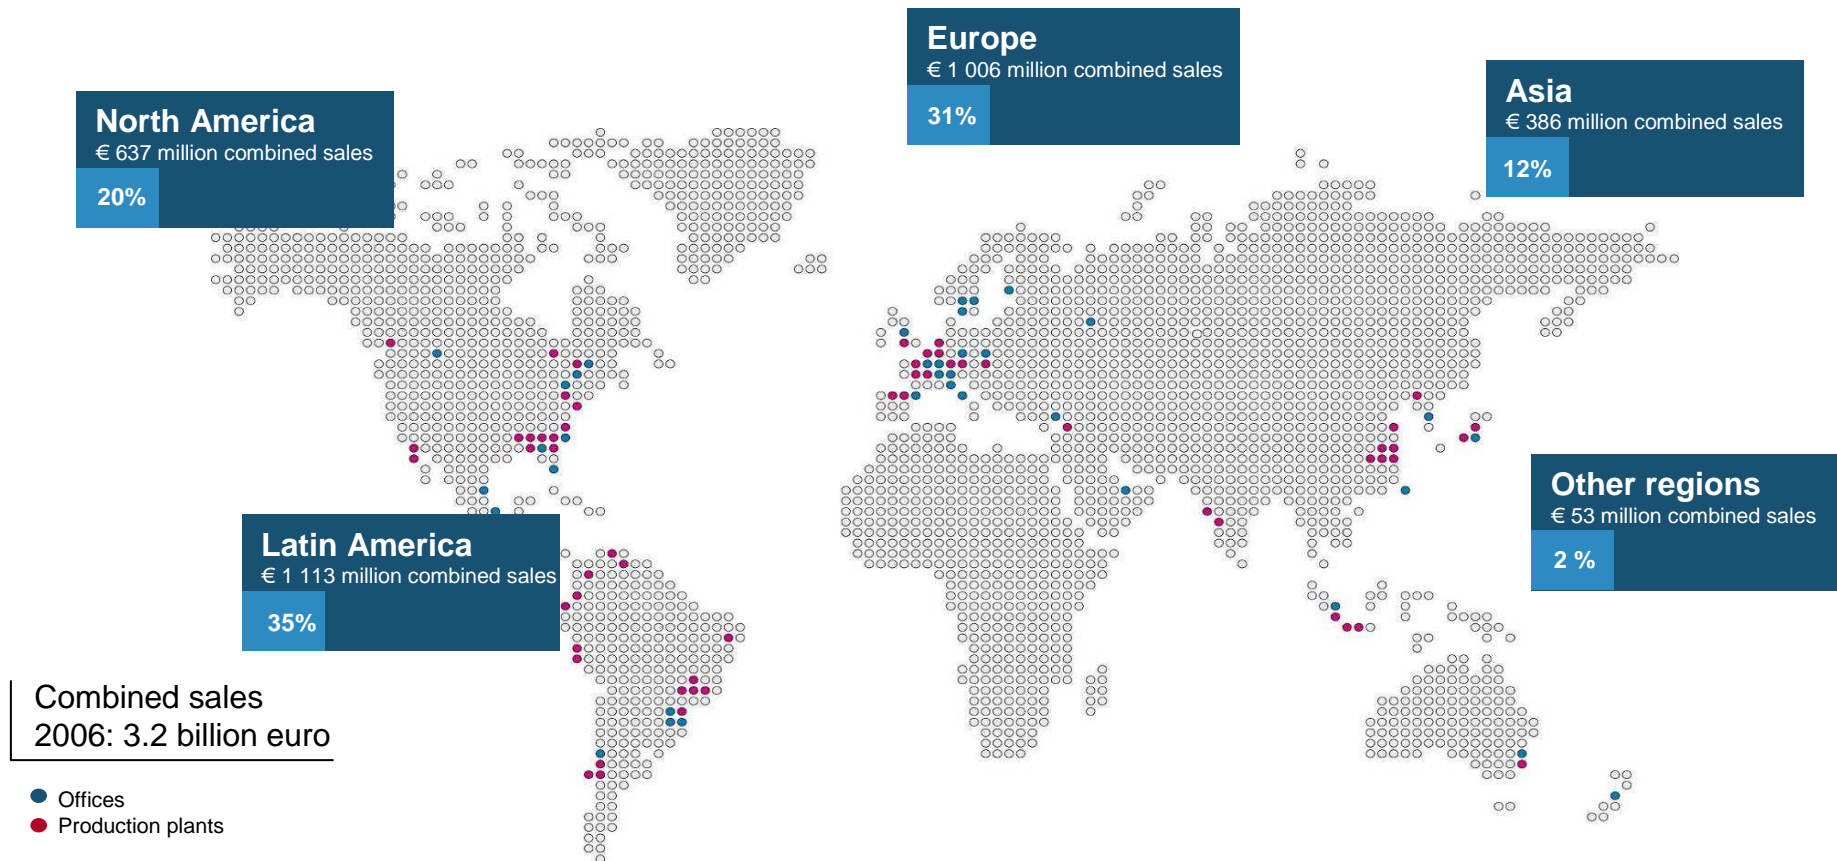 Europe
€ 1 006 million combined sales
31%
Asia
€ 386 million combined sales
12%
North America
€ 637 million combined sales
20%
Other regions
€ 53 million combined sales
2 %
Latin America
€ 1 113 million combined sales
35%
Combined sales
2006: 3.2 billion euro
Offices
Production plants